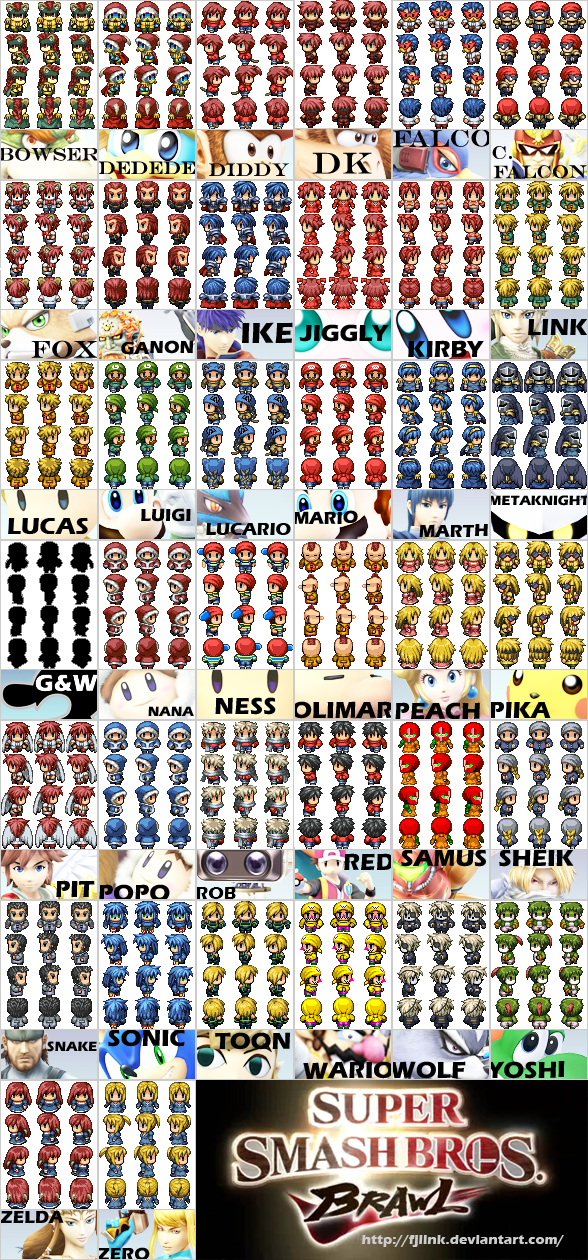 BOWSER
DEDEDE
DIDDY
DK
FALCO
C.
FALCON
FOX
GANON
IKE
JIGGLY
KIRBY
LINK
LUCAS
LUIGI
LUCARIO
MARIO
MARTH
METAKNIGHT
G&W
NANA
NESS
OLIMAR
PEACH
PIKA
PIT
POPO
ROB
RED
SAMUS
SHEIK
SNAKE
SONIC
TOON
WARIO
WOLF
YOSHI
ZELDA
ZERO
SUPER
SMASH BROS.
BRAWL
http://fjlink.deviantart.com/